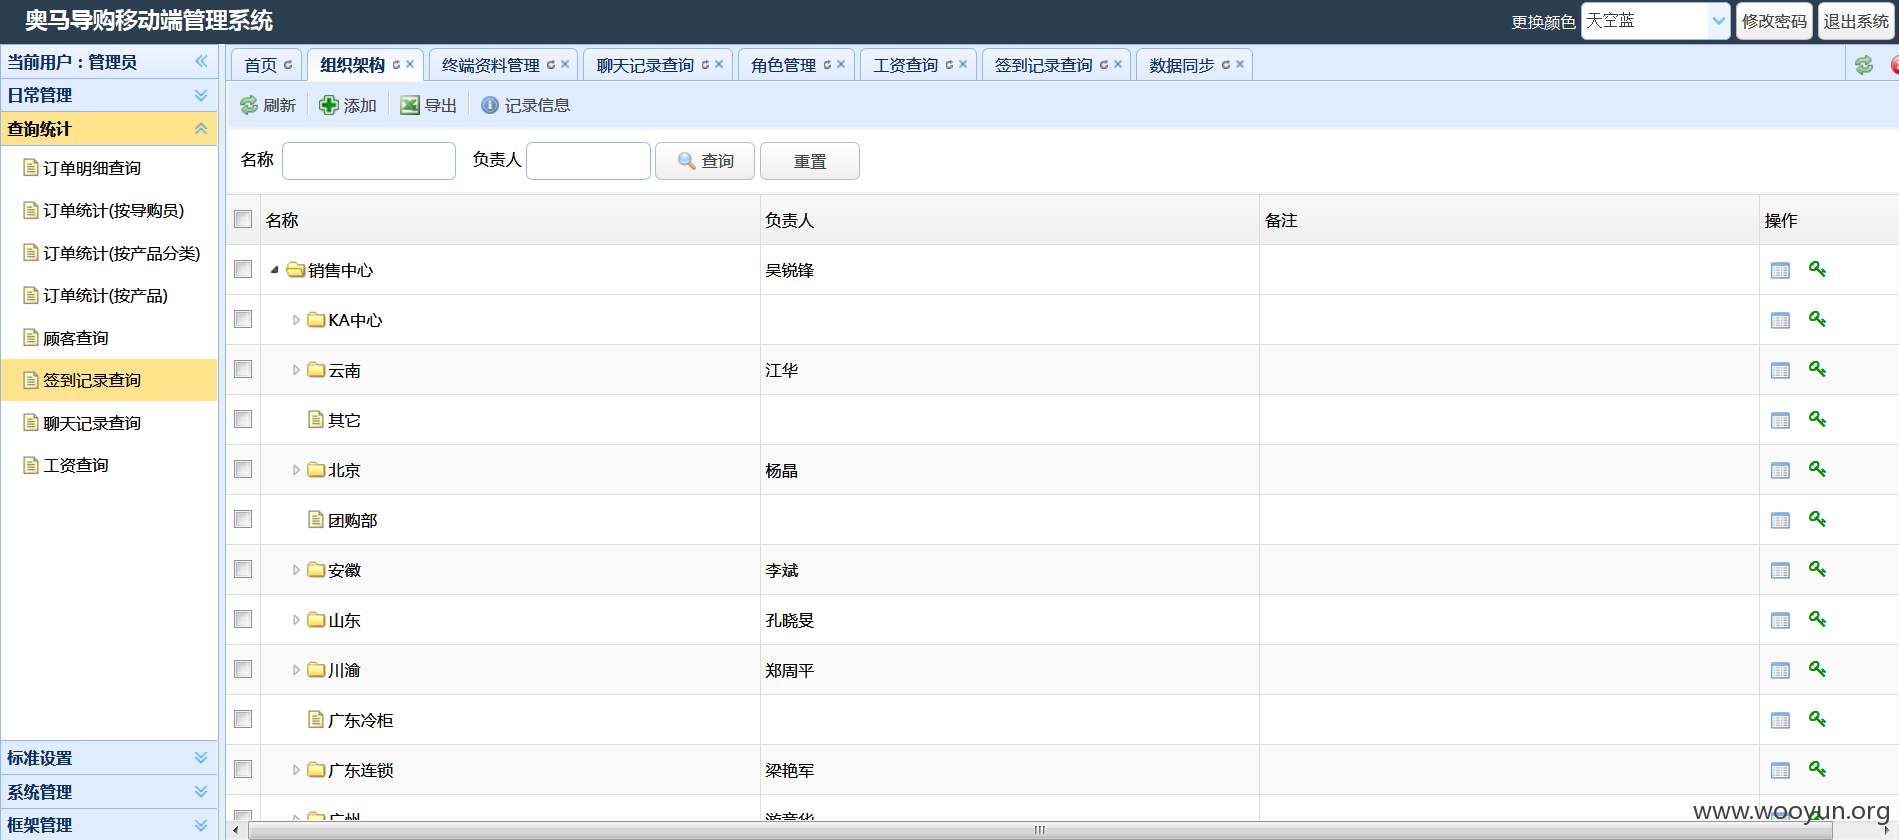 奥马导购移动端管理系统
更换颜色 天空蓝 修改密码 退出系统
当前用户：管理员
日常管理
查询统计
订单明细查询
订单统计(按导购员)
订单统计(按产品分类)
订单统计(按产品)
顾客查询
签到记录查询
聊天记录查询
工资查询
标准设置
系统管理
框架管理
首页 组织架构 终端资料管理 聊天记录查询 角色管理 工资查询 签到记录查询 数据同步
刷新 添加 导出 记录信息
名称 负责人 查询 重置
名称 负责人 备注 操作
销售中心 吴锐锋
KA中心
云南 江华
其它
北京 杨晶
团购部
安徽 李斌
山东 孔晓旻
川渝 郑周平
广东冷柜
广东连锁 梁艳军
广州
www.wooyun.org